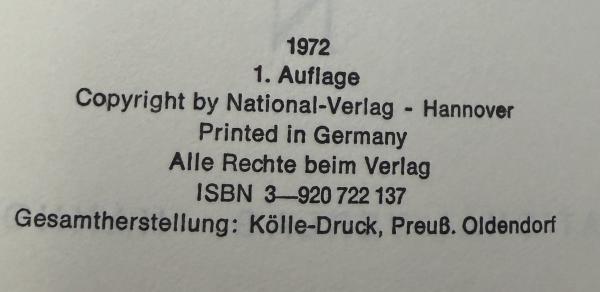 1972
1. Auflage
Copyright by National-Verlag - Hannover
Printed in Germany
Alle Rechte beim Verlag
ISBN 3—920 722 137
Gesamtherstellung: Kölle-Druck, Preuß. Oldendorf